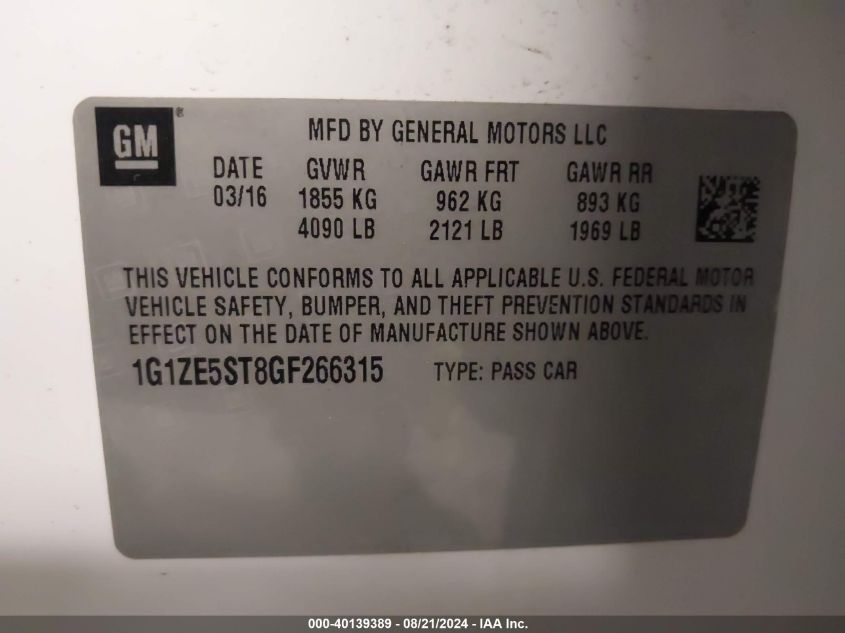 GM ®
MFD BY GENERAL MOTORS LLC
DATE GVWR GAWR FRT GAWR RR
03/16 1855 KG 962 KG 893 KG
4090 LB 2121 LB 1969 LB
THIS VEHICLE CONFORMS TO ALL APPLICABLE U.S. FEDERAL MOTOR
VEHICLE SAFETY, BUMPER, AND THEFT PREVENTION STANDARDS IN
EFFECT ON THE DATE OF MANUFACTURE SHOWN ABOVE.
1G1ZE5ST8GF266315 TYPE: PASS CAR
000-40139389 - 08/21/2024 - IAA Inc.